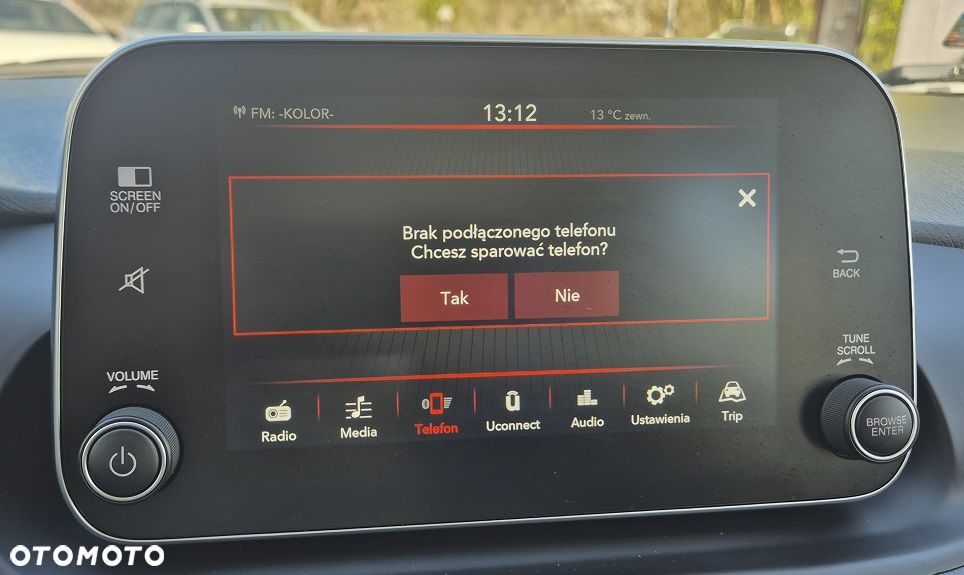 FM: -KOLOR-
13:12
13 °C zewn.
SCREEN
ON/OFF
Brak podłączonego telefonu
Chcesz sparować telefon?
Tak
Nie
BACK
TUNE
SCROLL
VOLUME
Radio
Media
Telefon
Uconnect
Audio
Ustawienia
Trip
BROWSE
ENTER
OTOMOTO